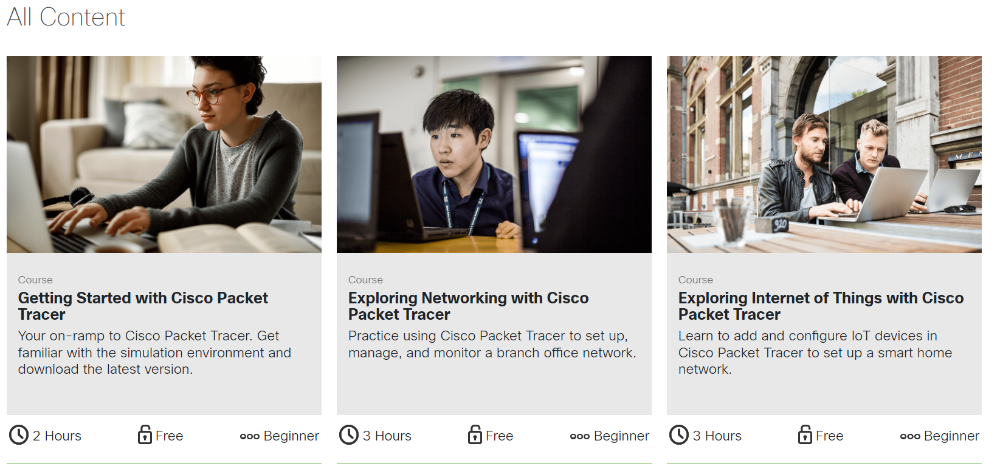 All Content
Course
Getting Started with Cisco Packet
Tracer
Your on-ramp to Cisco Packet Tracer. Get
familiar with the simulation environment and
download the latest version.
2 Hours
Free
Beginner
Course
Exploring Networking with Cisco
Packet Tracer
Practice using Cisco Packet Tracer to set up,
manage, and monitor a branch office network.
3 Hours
Free
Beginner
MEN
920
Course
Exploring Internet of Things with Cisco
Packet Tracer
Learn to add and configure IoT devices in
Cisco Packet Tracer to set up a smart home
network.
3 Hours
Free
Beginner